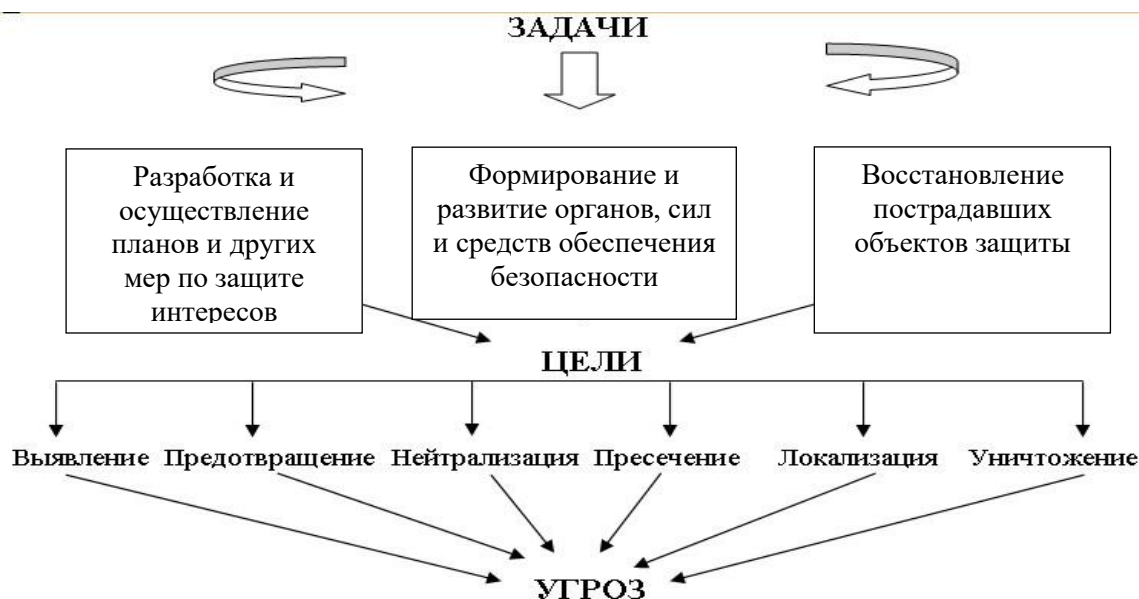 ЗАДАЧИ
Разработка и
осуществление
планов и других
мер по защите
интересов
Формирование и
развитие органов, сил
и средств обеспечения
безопасности
Восстановление
пострадавших
объектов защиты
ЦЕЛИ
Выявление Предотвращение Нейтрализация Пресечение Локализация Уничтожение
УГРОЗ